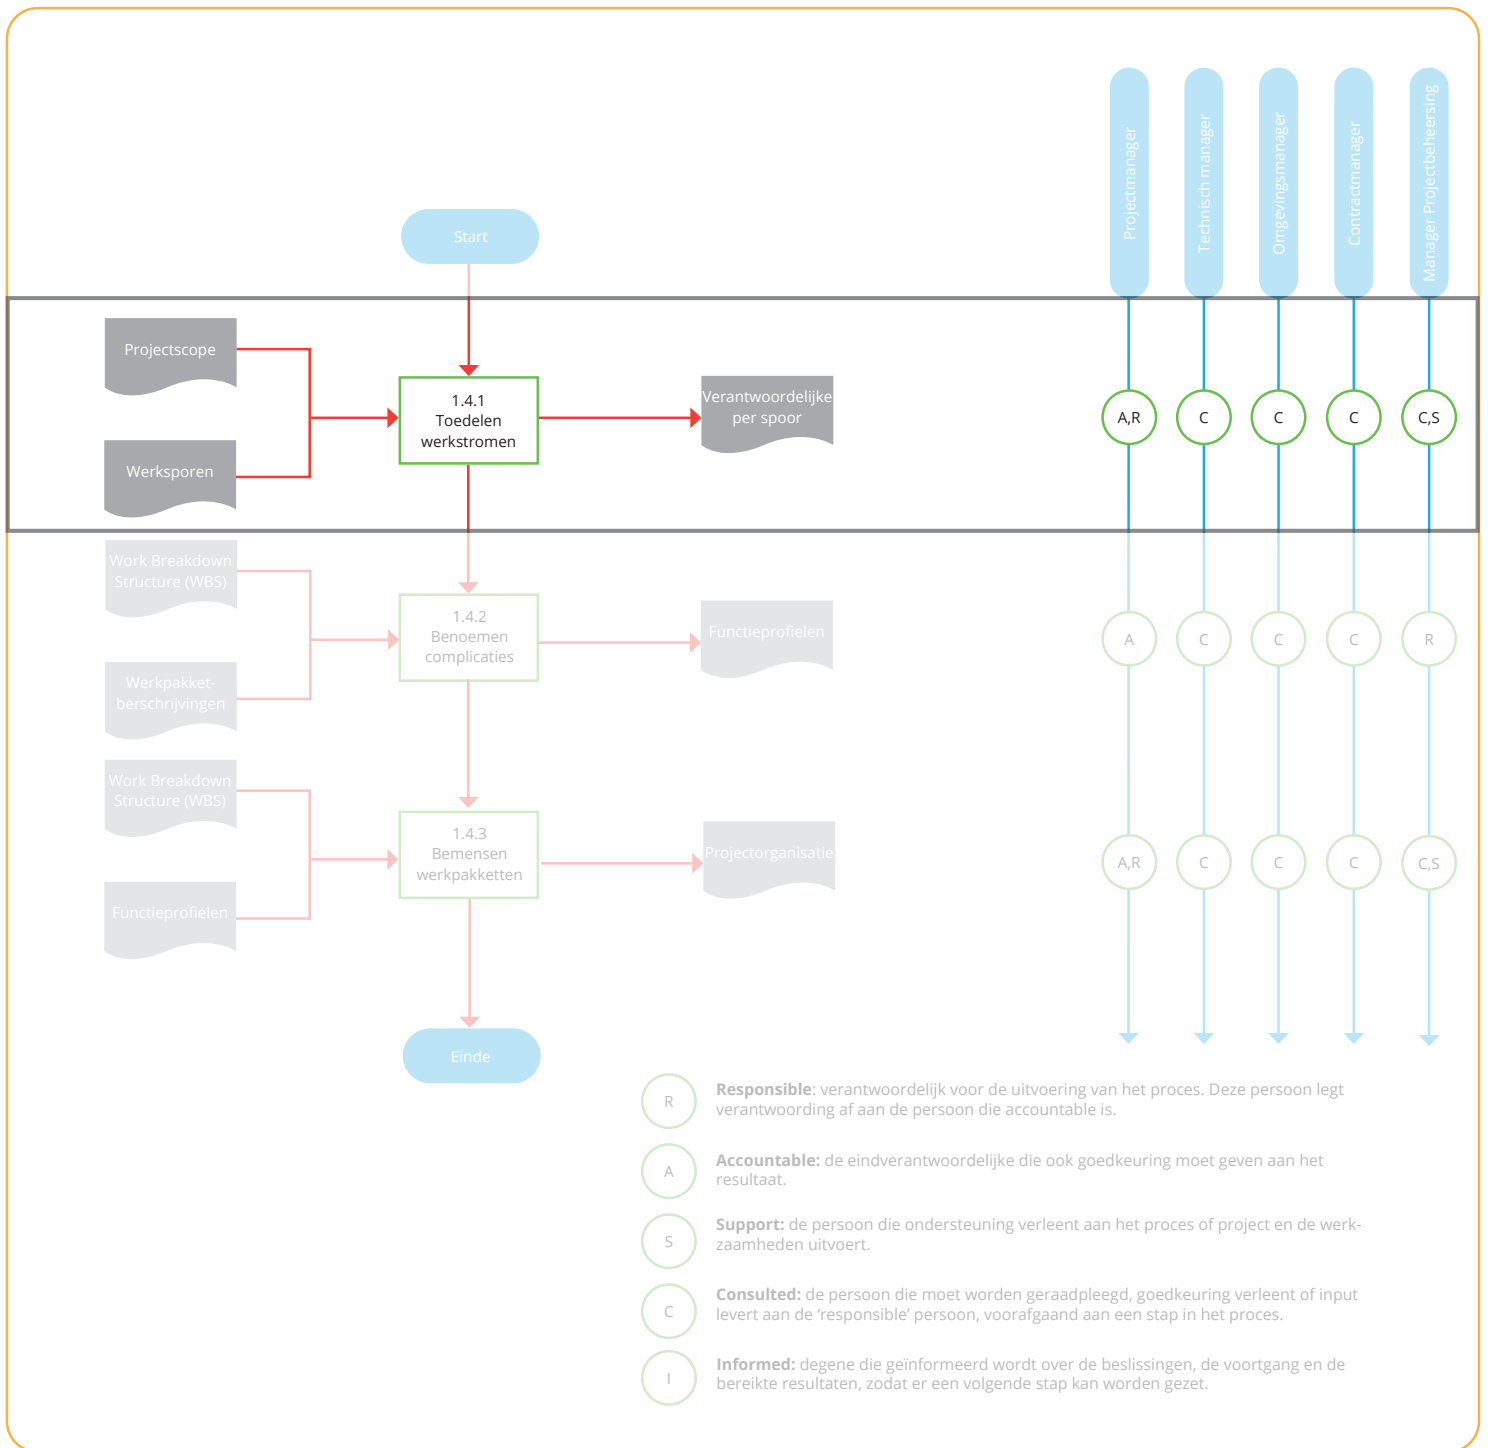 Projectmanager
Technisch manager
Omgevingsmanager
Contractmanager
Manager Projectbeheersing
Start
Projectscope
Werksporen
1.4.1
Toedelen
werkstromen
Verantwoordelijke
per spoor
A,R
C
C
C
C,S
Work Breakdown
Structure (WBS)
Werkpakket-
berschrijvingen
1.4.2
Benoemen
complicaties
Functieprofielen
A
C
C
C
R
Work Breakdown
Structure (WBS)
Functieprofielen
1.4.3
Bemensen
werkpakketten
Projectorganisatie
A,R
C
C
C
C,S
Einde
R
Responsible: verantwoordelijk voor de uitvoering van het proces. Deze persoon legt
verantwoording af aan de persoon die accountable is.
A
Accountable: de eindverantwoordelijke die ook goedkeuring moet geven aan het
resultaat.
S
Support: de persoon die ondersteuning verleent aan het proces of project en de werk-
zaamheden uitvoert.
C
Consulted: de persoon die moet worden geraadpleegd, goedkeuring verleent of input
levert aan de ‘responsible’ persoon, voorafgaand aan een stap in het proces.
I
Informed: degene die geïnformeerd wordt over de beslissingen, de voortgang en de
bereikte resultaten, zodat er een volgende stap kan worden gezet.